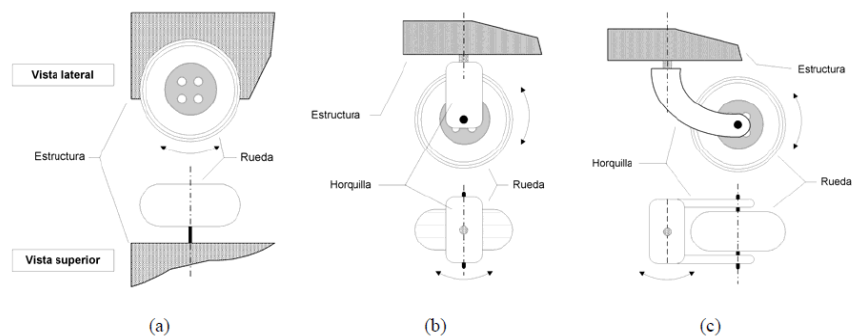 Vista lateral
Estructura
Rueda
Vista superior
(a)
Estructura
Horquilla
Rueda
(b)
Estructura
Horquilla
Rueda
(c)